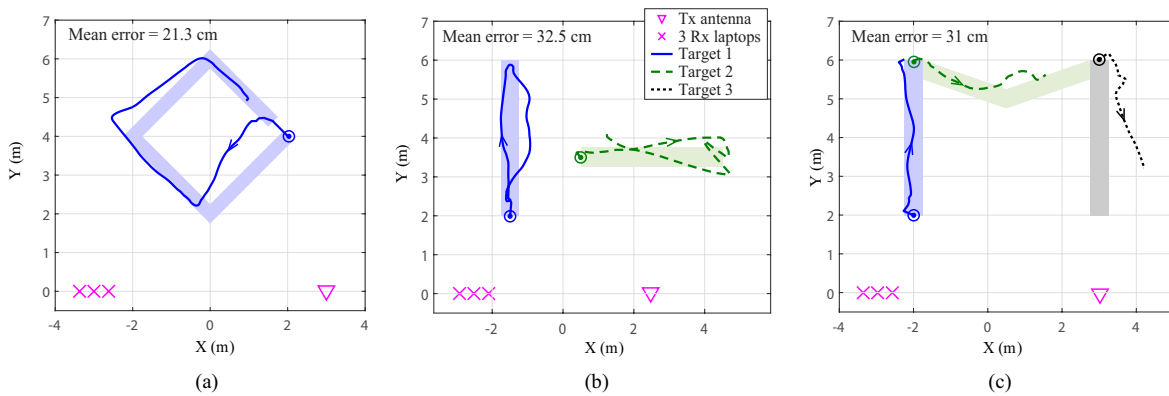 Mean error = 21.3 cm
7
6
5
4
3
2
1
0
Y (m)
-4
-2
0
2
4
X (m)
(a)
Mean error = 32.5 cm
7
6
5
4
3
2
1
0
Y (m)
-2
0
2
4
X (m)
(b)
Tx antenna
3 Rx laptops
Target 1
Target 2
Target 3
Mean error = 31 cm
7
6
5
4
3
2
1
0
Y (m)
-4
-2
0
2
4
X (m)
(c)